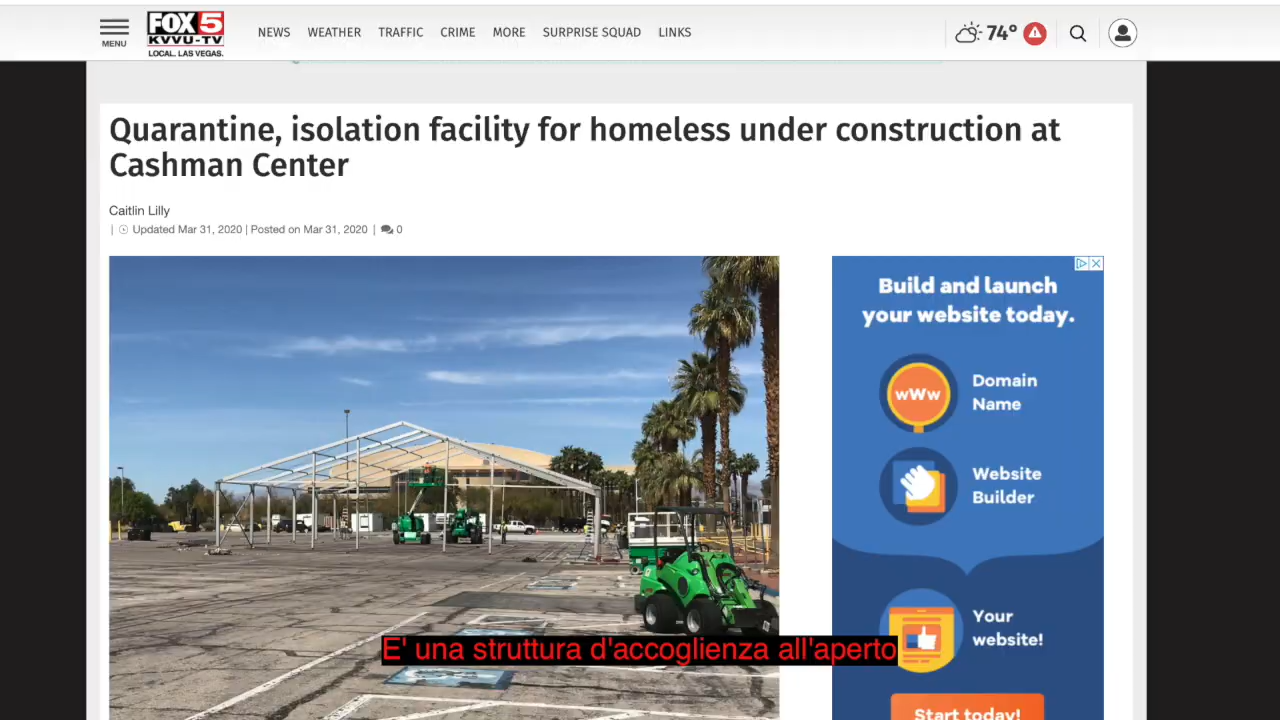 MENU
FOX 5
KVVU-TV
LOCAL. LAS VEGAS.
NEWS WEATHER TRAFFIC CRIME MORE SURPRISE SQUAD LINKS
74°
Quarantine, isolation facility for homeless under construction at
Cashman Center
Caitlin Lilly
| Updated Mar 31, 2020 | Posted on Mar 31, 2020 | 0
Build and launch
your website today.
wWw
Domain
Name
Website
Builder
Your
website!
E' una struttura d'accoglienza all'aperto
Start today!